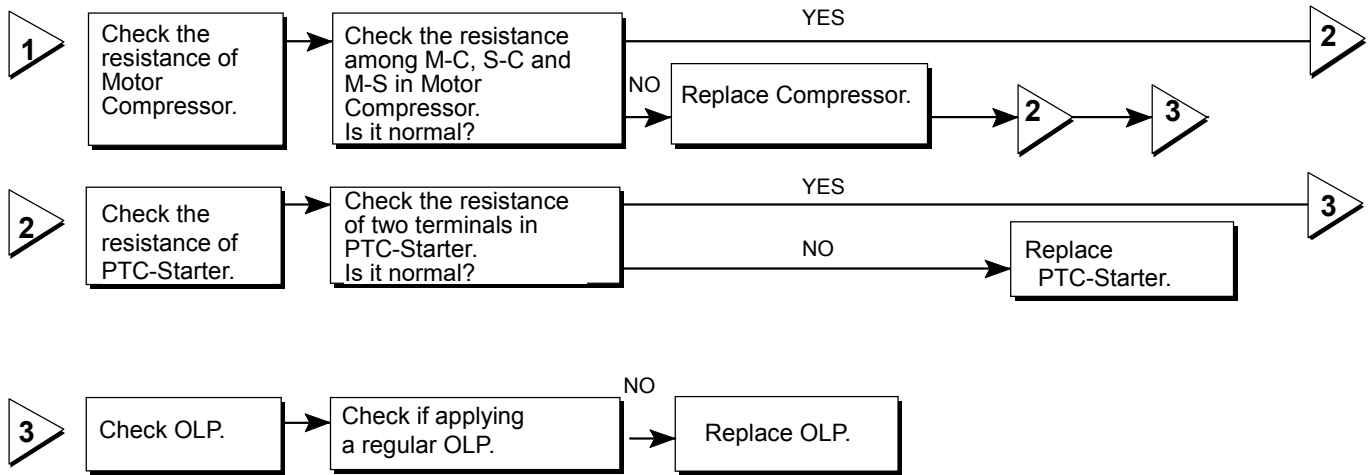 1
Check the
resistance of
Motor
Compressor.
Check the resistance
among M-C, S-C and
M-S in Motor
Compressor.
Is it normal?
YES
2
NO
Replace Compressor.
2
3
2
Check the
resistance of
PTC-Starter.
Check the resistance
of two terminals in
PTC-Starter.
Is it normal?
YES
3
NO
Replace
PTC-Starter.
3
Check OLP.
Check if applying
a regular OLP.
NO
Replace OLP.